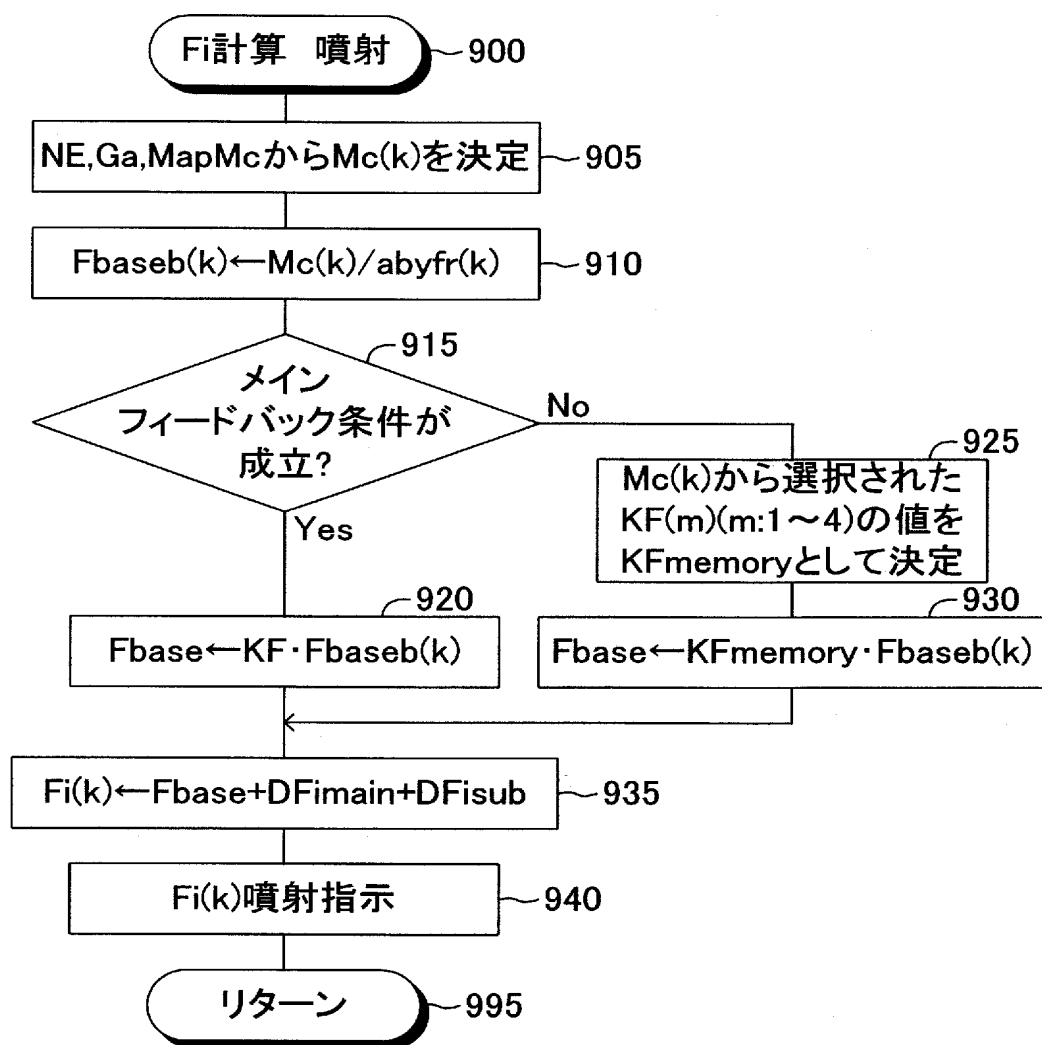 Fi計算　噴射
900
NE,Ga,MapMcからMc(k)を決定
905
Fbaseb(k)←Mc(k)/abyfr(k)
910
915
メイン
フィードバック条件が
成立?
No
Yes
925
Mc(k)から選択された
KF(m)(m:1～4)の値を
KFmemoryとして決定
920
Fbase←KF・Fbaseb(k)
930
Fbase←KFmemory・Fbaseb(k)
Fi(k)←Fbase+DFimain+DFisub
935
Fi(k)噴射指示
940
リターン
995